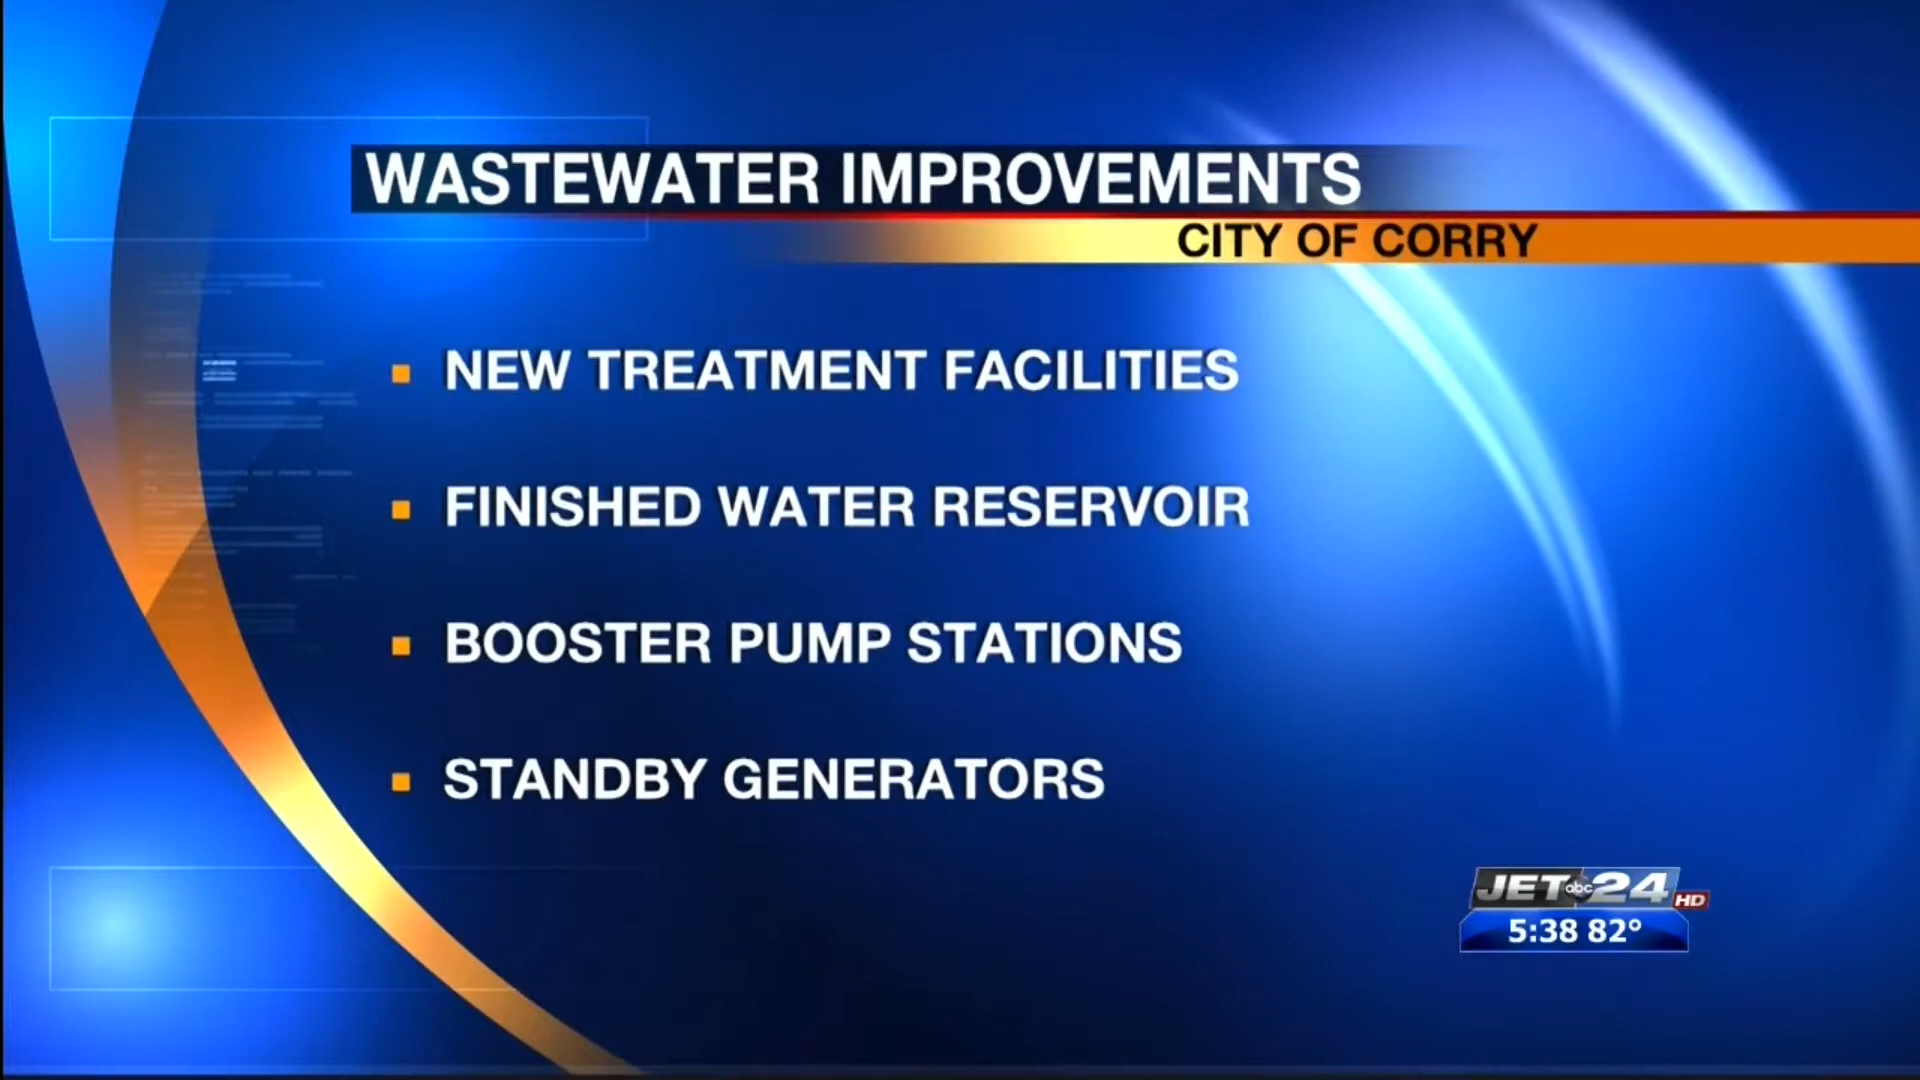 WASTEWATER IMPROVEMENTS
CITY OF CORRY
NEW TREATMENT FACILITIES
FINISHED WATER RESERVOIR
BOOSTER PUMP STATIONS
STANDBY GENERATORS
JET abc 24 HD
5:38 82°